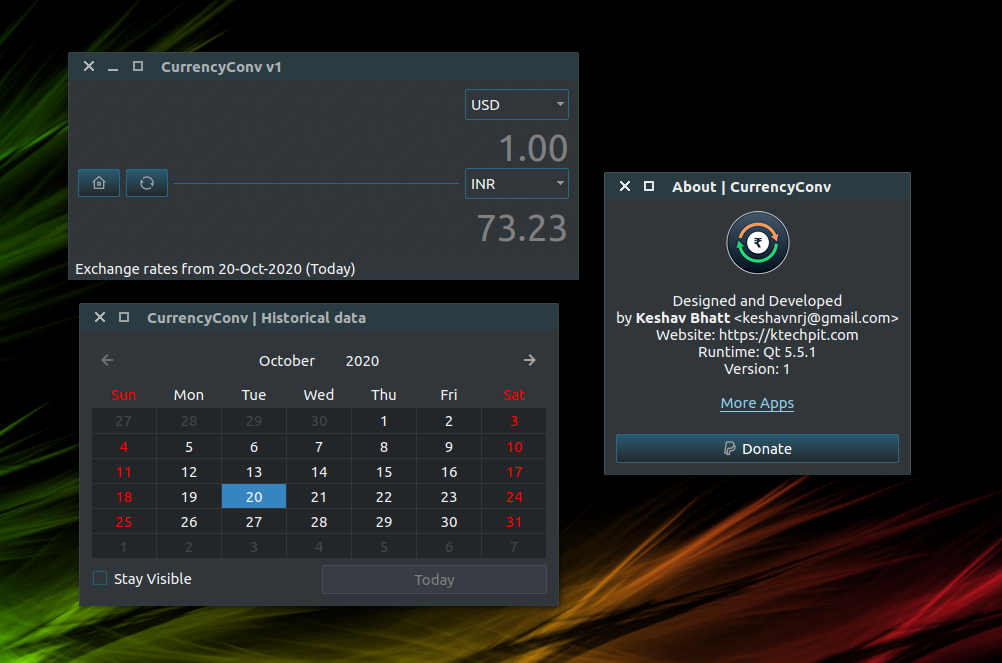 CurrencyConv v1
USD
1.00
INR
73.23
Exchange rates from 20-Oct-2020 (Today)
CurrencyConv | Historical data
October 2020
Sun Mon Tue Wed Thu Fri Sat
27 28 29 30 1 2 3
4 5 6 7 8 9 10
11 12 13 14 15 16 17
18 19 20 21 22 23 24
25 26 27 28 29 30 31
1 2 3 4 5 6 7
Stay Visible Today
About | CurrencyConv
₹
Designed and Developed
by Keshav Bhatt <keshavnrj@gmail.com>
Website: https://ktechpit.com
Runtime: Qt 5.5.1
Version: 1
More Apps
Donate